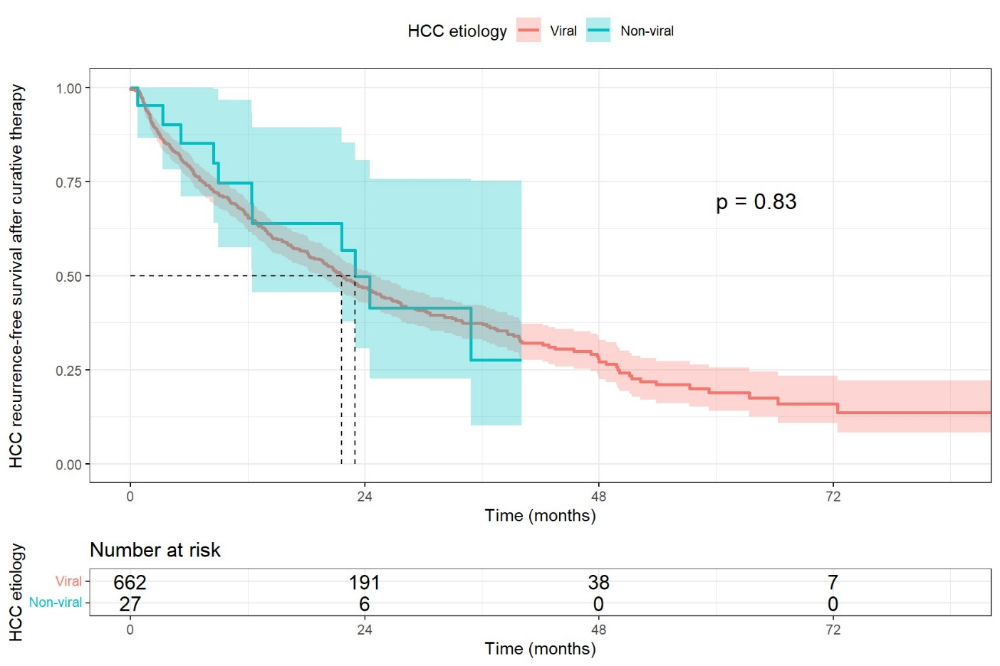 HCC etiology Viral Non-viral
HCC recurrence-free survival after curative therapy
1.00
0.75
0.50
0.25
0.00
p = 0.83
0 24 48 72
Time (months)
Number at risk
HCC etiology
Viral 662 191 38 7
Non-viral 27 6 0 0
0 24 48 72
Time (months)